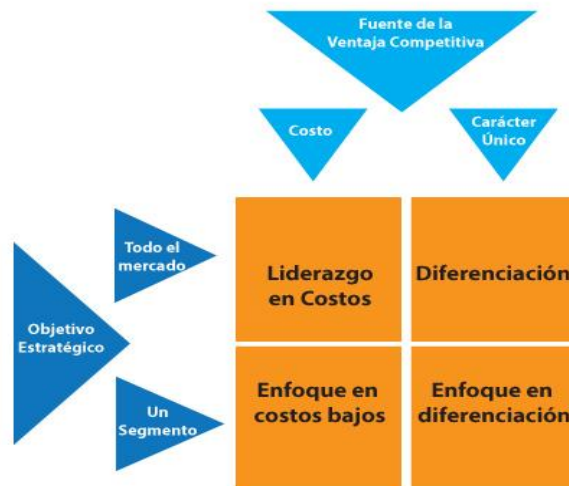 Fuente de la
Ventaja Competitiva
Costo
Carácter
Único
Todo el
mercado
Liderazgo
en Costos
Diferenciación
Objetivo
Estratégico
Un
Segmento
Enfoque en
costos bajos
Enfoque en
diferenciación